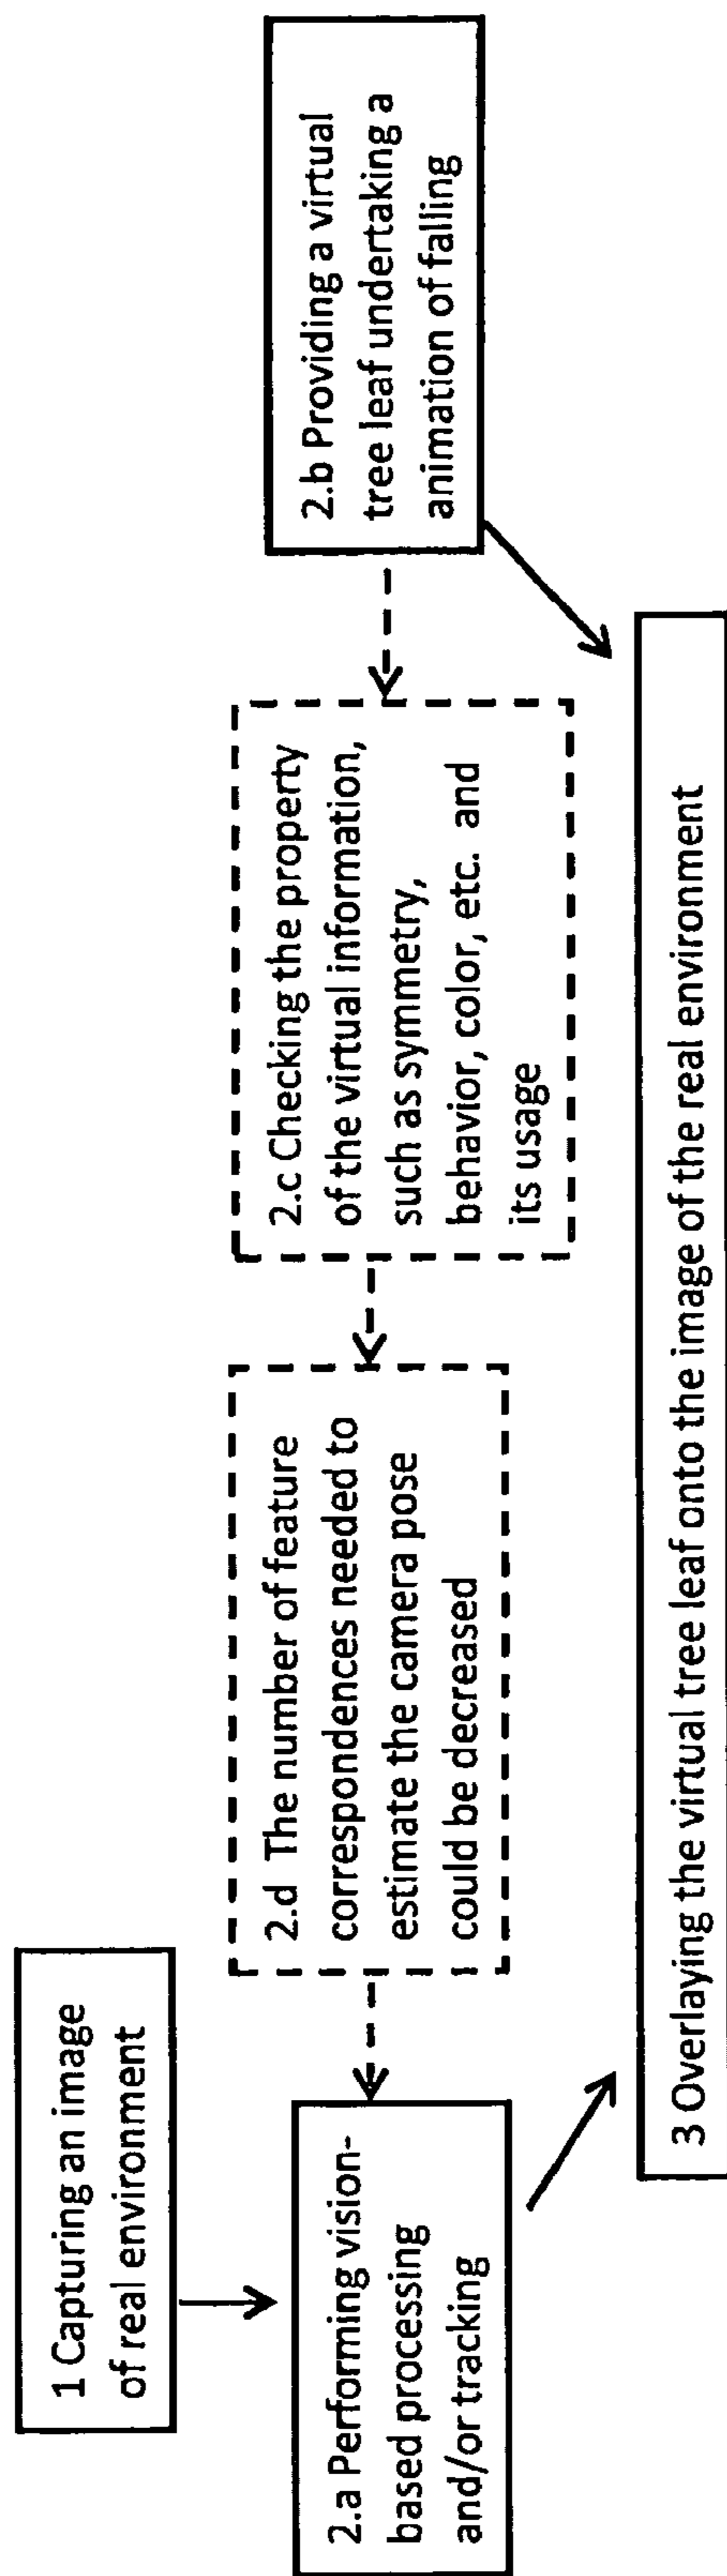 1 Capturing an image
of real environment
2.a Performing vision-
based processing
and/or tracking
2.d The number of feature
correspondences needed to
estimate the camera pose
could be decreased
2.c Checking the property
of the virtual information,
such as symmetry,
behavior, color, etc. and
its usage
2.b Providing a virtual
tree leaf undertaking a
animation of falling
3 Overlaying the virtual tree leaf onto the image of the real environment